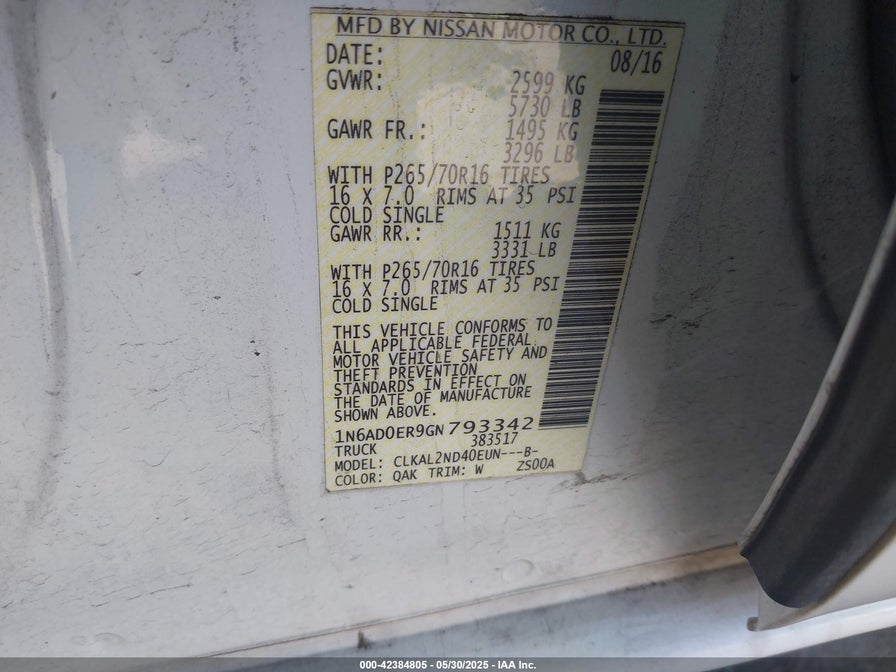 MFD BY NISSAN MOTOR CO., LTD.
DATE: 08/16
GVWR: 2599 KG
5730 LB
GAWR FR.: 1495 KG
3296 LB
WITH P265/70R16 TIRES
16 X 7.0 RIMS AT 35 PSI
COLD SINGLE
GAWR RR.: 1511 KG
3331 LB
WITH P265/70R16 TIRES
16 X 7.0 RIMS AT 35 PSI
COLD SINGLE
THIS VEHICLE CONFORMS TO
ALL APPLICABLE FEDERAL
MOTOR VEHICLE SAFETY AND
THEFT PREVENTION
STANDARDS IN EFFECT ON
THE DATE OF MANUFACTURE
SHOWN ABOVE.
1N6AD0ER9GN793342
TRUCK 383517
MODEL: CLKAL2ND40EUN---B-
COLOR: QAK TRIM: W ZS00A
000-42384805 - 05/30/2025 - IAA Inc.